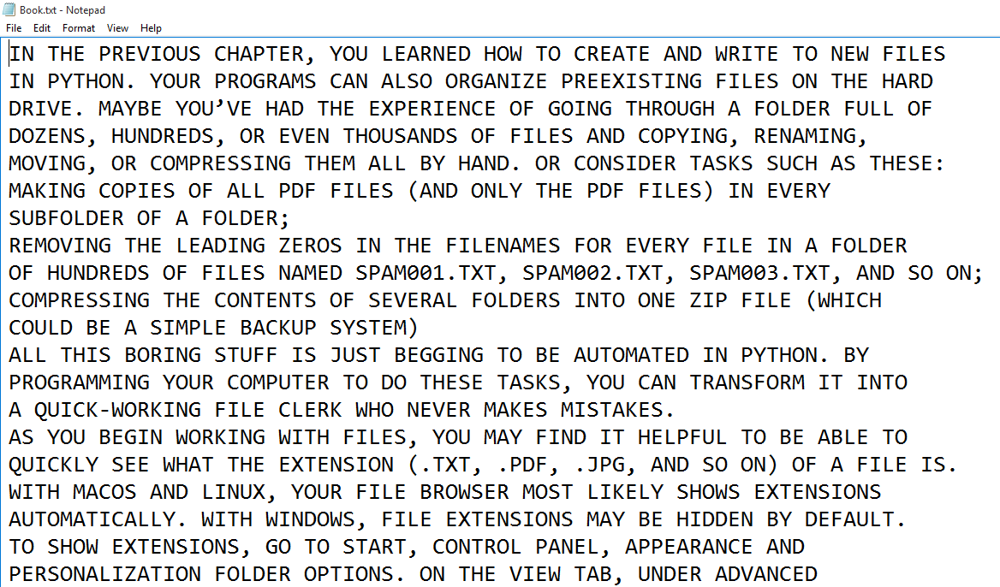 Book.txt - Notepad
File Edit Format View Help
IN THE PREVIOUS CHAPTER, YOU LEARNED HOW TO CREATE AND WRITE TO NEW FILES
IN PYTHON. YOUR PROGRAMS CAN ALSO ORGANIZE PREEXISTING FILES ON THE HARD
DRIVE. MAYBE YOU’VE HAD THE EXPERIENCE OF GOING THROUGH A FOLDER FULL OF
DOZENS, HUNDREDS, OR EVEN THOUSANDS OF FILES AND COPYING, RENAMING,
MOVING, OR COMPRESSING THEM ALL BY HAND. OR CONSIDER TASKS SUCH AS THESE:
MAKING COPIES OF ALL PDF FILES (AND ONLY THE PDF FILES) IN EVERY
SUBFOLDER OF A FOLDER;
REMOVING THE LEADING ZEROS IN THE FILENAMES FOR EVERY FILE IN A FOLDER
OF HUNDREDS OF FILES NAMED SPAM001.TXT, SPAM002.TXT, SPAM003.TXT, AND SO ON;
COMPRESSING THE CONTENTS OF SEVERAL FOLDERS INTO ONE ZIP FILE (WHICH
COULD BE A SIMPLE BACKUP SYSTEM)
ALL THIS BORING STUFF IS JUST BEGGING TO BE AUTOMATED IN PYTHON. BY
PROGRAMMING YOUR COMPUTER TO DO THESE TASKS, YOU CAN TRANSFORM IT INTO
A QUICK-WORKING FILE CLERK WHO NEVER MAKES MISTAKES.
AS YOU BEGIN WORKING WITH FILES, YOU MAY FIND IT HELPFUL TO BE ABLE TO
QUICKLY SEE WHAT THE EXTENSION (.TXT, .PDF, .JPG, AND SO ON) OF A FILE IS.
WITH MACOS AND LINUX, YOUR FILE BROWSER MOST LIKELY SHOWS EXTENSIONS
AUTOMATICALLY. WITH WINDOWS, FILE EXTENSIONS MAY BE HIDDEN BY DEFAULT.
TO SHOW EXTENSIONS, GO TO START, CONTROL PANEL, APPEARANCE AND
PERSONALIZATION FOLDER OPTIONS. ON THE VIEW TAB, UNDER ADVANCED